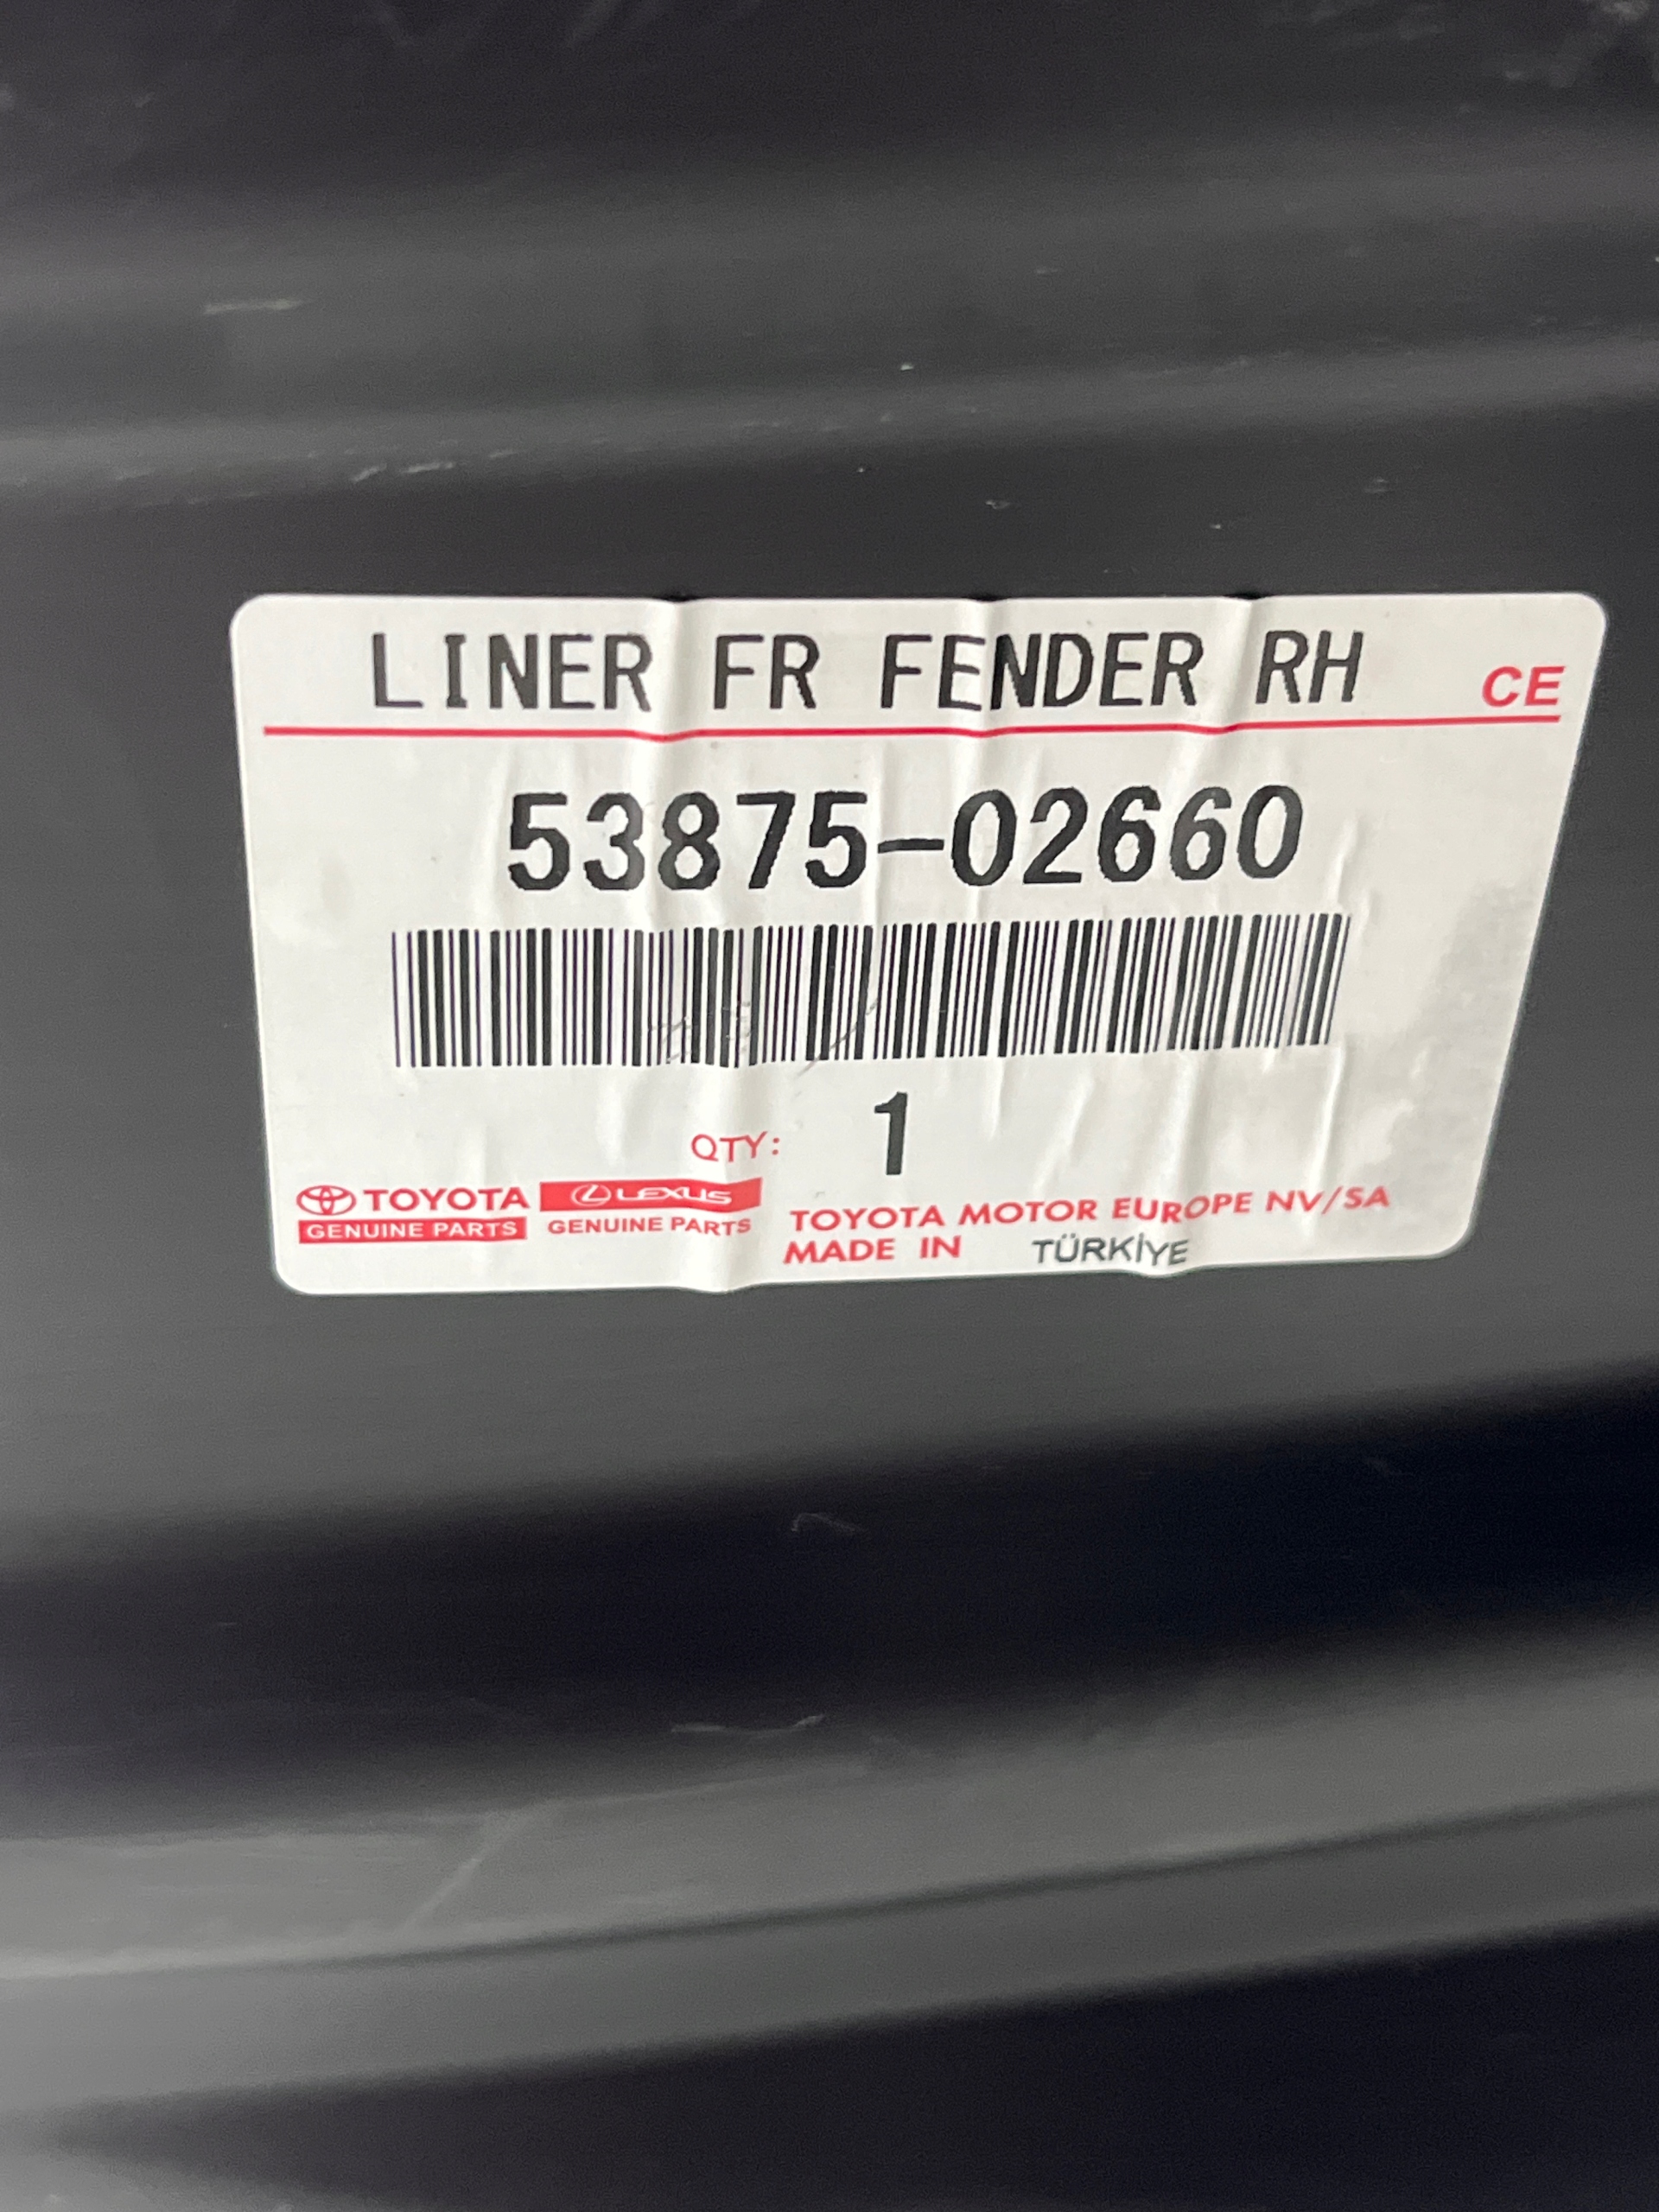 LINER FR FENDER RH CE
53875-02660
QTY: 1
TOYOTA LEXUS TOYOTA MOTOR EUROPE NV/SA
GENUINE PARTS GENUINE PARTS MADE IN TÜRKİYE